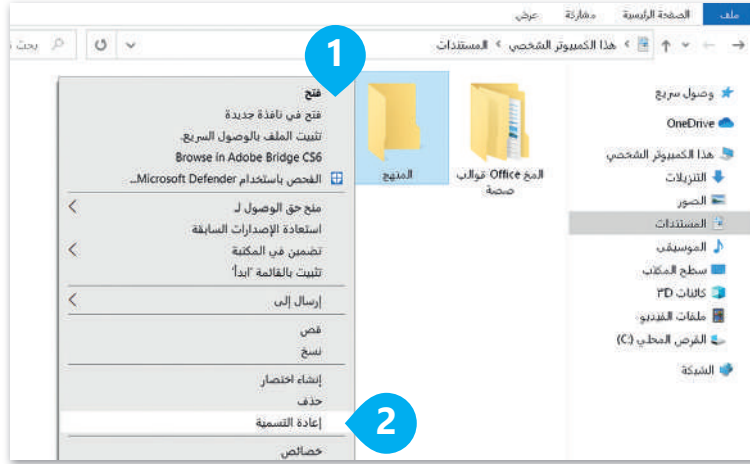 ملف الصفحة الرئيسية مشاركة عرض
هذا الكمبيوتر الشخصي > المستندات
بحث
وصول سريع
OneDrive
هذا الكمبيوتر الشخصي
التنزيلات
الصور
المستندات
الموسيقى
سطح المكتب
كائنات ٣D
ملفات الفيديو
القرص المحلي (C:)
الشبكة
قوالب Office المخ
صصة
المنهج
1
فتح
فتح في نافذة جديدة
تثبيت الملف بالوصول السريع.
Browse in Adobe Bridge CS6
الفحص باستخدام Microsoft Defender...
منح حق الوصول لـ
استعادة الإصدارات السابقة
تضمين في المكتبة
تثبيت بالقائمة "ابدأ"
إرسال إلى
قص
نسخ
إنشاء اختصار
حذف
إعادة التسمية
2
خصائص